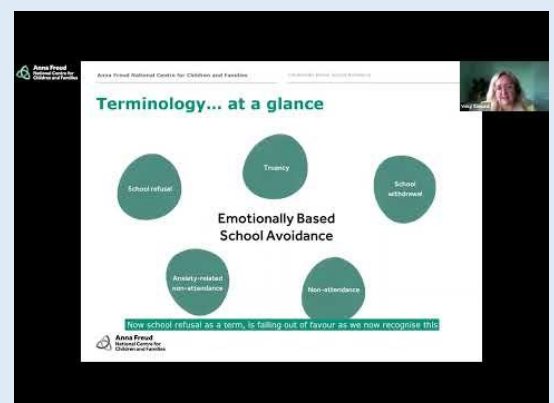 Anna Freud
National Centre for
Children and Families
Anna Freud National Centre for Children and Families
Terminology... at a glance
School refusal
Truancy
School
withdrawal
Emotionally Based
School Avoidance
Anxiety-related
non-attendance
Non-attendance
Now school refusal as a term, is falling out of favour as we now recognise this
Anna Freud
National Centre for
Children and Families